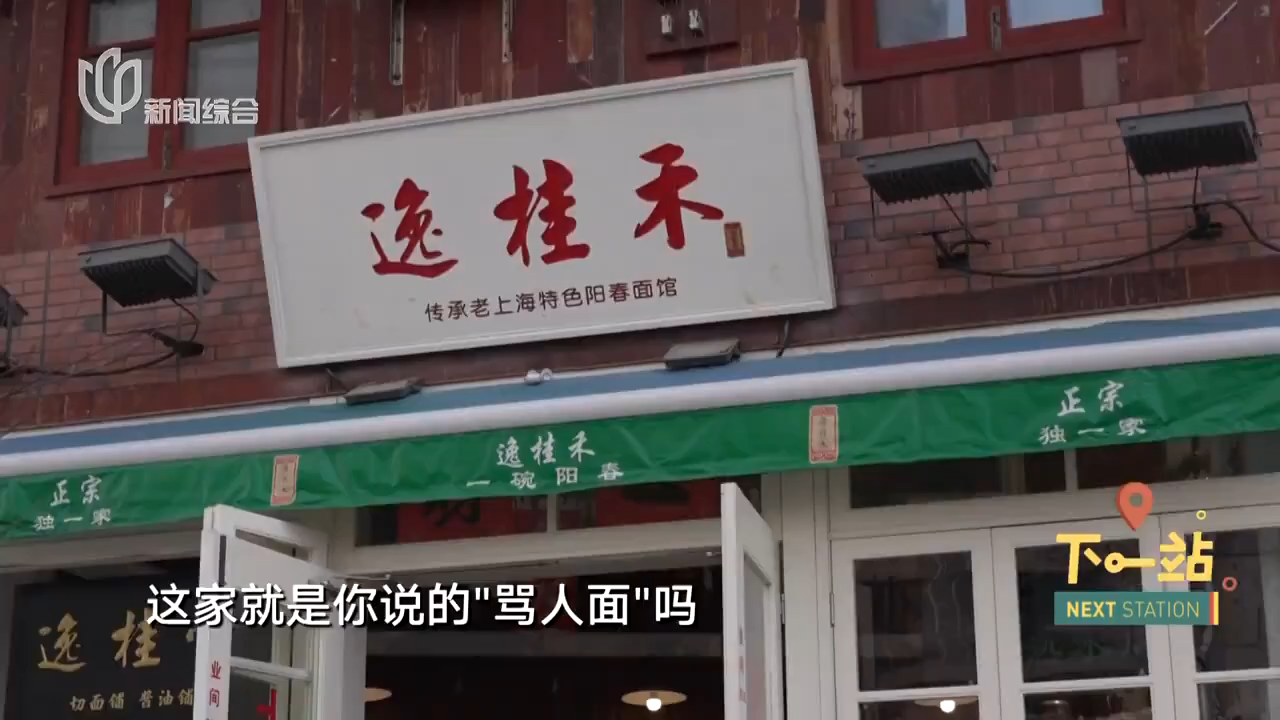 新闻综合
逸桂禾
传承老上海特色阳春面馆
正宗
独一家
逸桂禾
一碗阳春
正宗
独一家
下一站
NEXT STATION
这家就是你说的"骂人面"吗
逸桂
切面铺 酱油铺
业
间